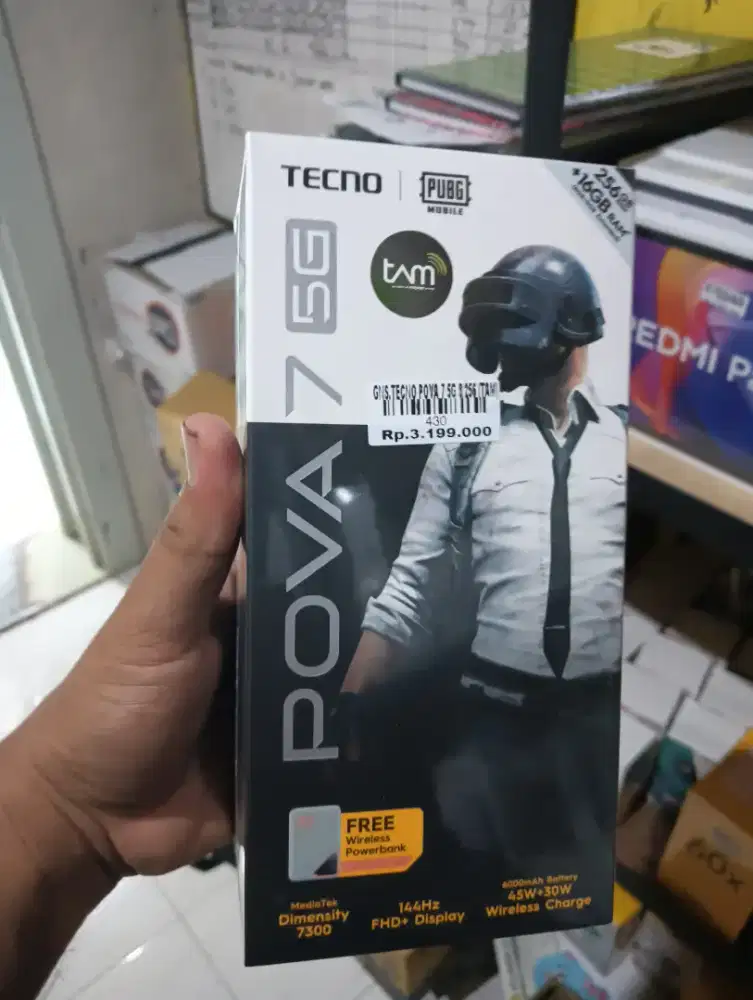 TECNO
PUBG
MOBILE
256GB
+16GB RAM*
tam
POVA 7 5G
GNS.TECNO POVA 7 5G 8/256 (TAM)
430
Rp.3.199.000
FREE
Wireless
Powerbank
MediaTek
Dimensity
7300
144Hz
FHD+ Display
6000mAh Battery
45W+30W
Wireless Charge
REDMI P
60x